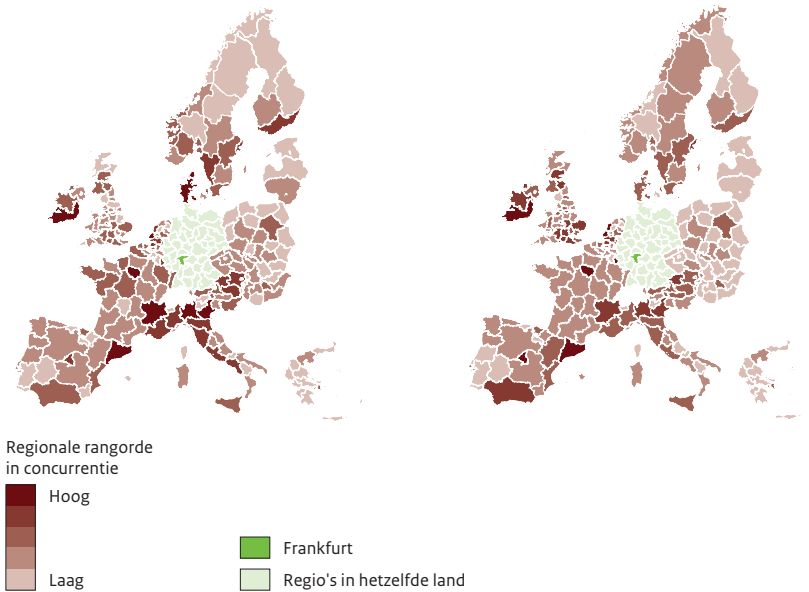 Regionale rangorde
in concurrentie
Hoog
Laag
Frankfurt
Regio's in hetzelfde land